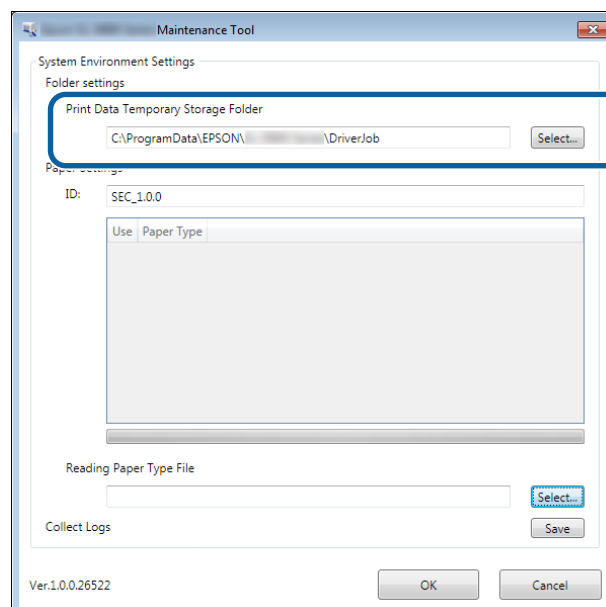 Maintenance Tool
System Environment Settings
Folder settings
Print Data Temporary Storage Folder
C:\ProgramData\EPSON\ \DriverJob Select...
ID: SEC_1.0.0
Use Paper Type
Reading Paper Type File
Select...
Collect Logs Save
Ver.1.0.0.26522 OK Cancel